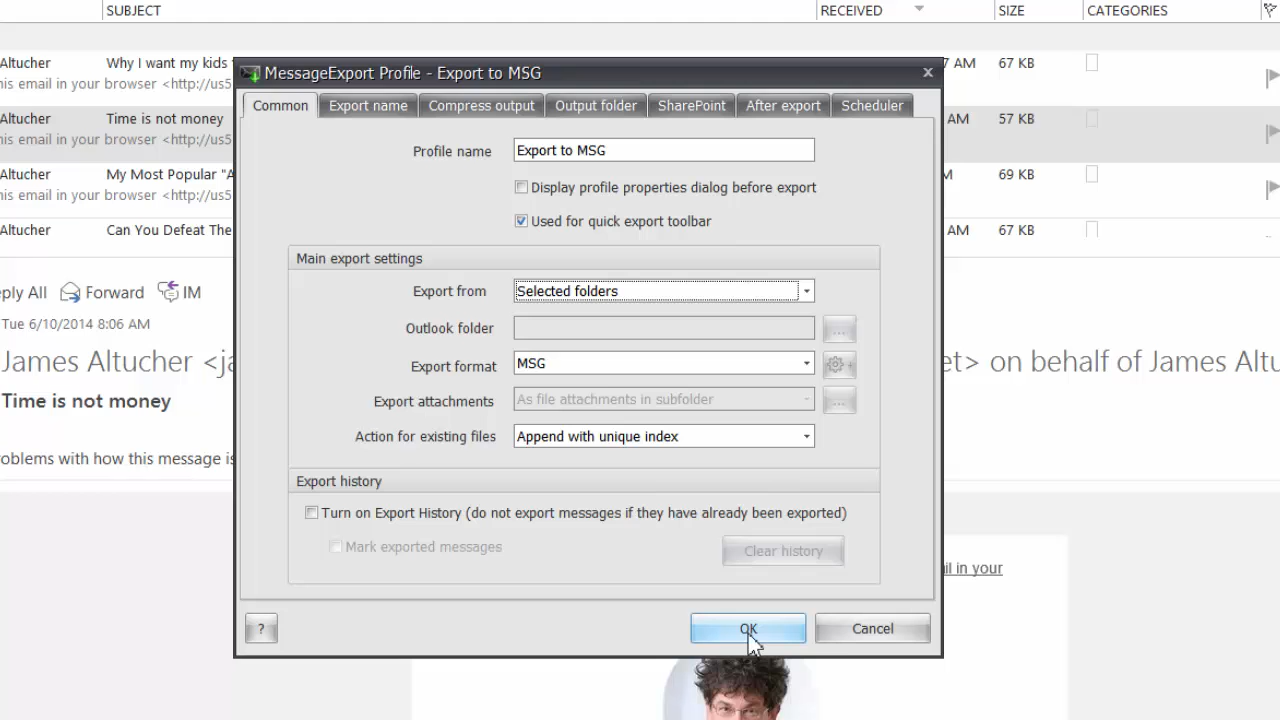 SUBJECT RECEIVED SIZE CATEGORIES
Altucher Why I want my kids 7 AM 67 KB
his email in your browser <http://us5
Altucher Time is not money AM 57 KB
his email in your browser <http://us5
Altucher My Most Popular "A M 69 KB
his email in your browser <http://us5
Altucher Can You Defeat The AM 67 KB
MessageExport Profile - Export to MSG
Common Export name Compress output Output folder SharePoint After export Scheduler
Profile name Export to MSG
Display profile properties dialog before export
Used for quick export toolbar
Main export settings
Export from Selected folders
Outlook folder ...
Export format MSG
Export attachments As file attachments in subfolder ...
Action for existing files Append with unique index
Export history
Turn on Export History (do not export messages if they have already been exported)
Mark exported messages
Clear history
? OK Cancel
ply All Forward IM
Tue 6/10/2014 8:06 AM
James Altucher <ja et> on behalf of James Altu
Time is not money
roblems with how this message is
il in your